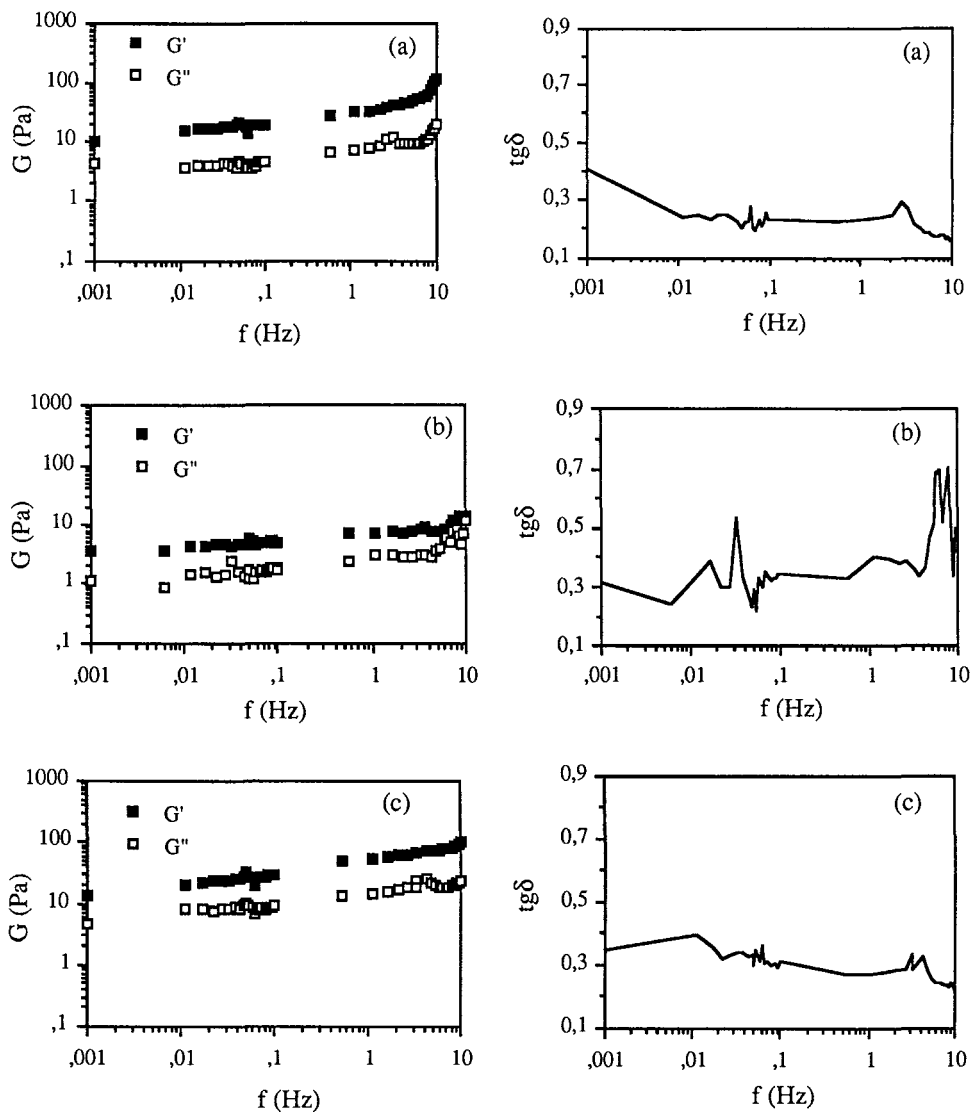 1000
100
10
1
,1
G (Pa)
G'
G"
(a)
,001
,01
,1
1
10
f (Hz)
0,9
0,7
0,5
0,3
0,1
tgδ
(a)
,001
,01
,1
1
10
f (Hz)
1000
100
10
1
,1
G (Pa)
G'
G"
(b)
,001
,01
,1
1
10
f (Hz)
0,9
0,7
0,5
0,3
0,1
tgδ
(b)
,001
,01
,1
1
10
f (Hz)
1000
100
10
1
,1
G (Pa)
G'
G"
(c)
,001
,01
,1
1
10
f (Hz)
0,9
0,7
0,5
0,3
0,1
tgδ
(c)
,001
,01
,1
1
10
f (Hz)